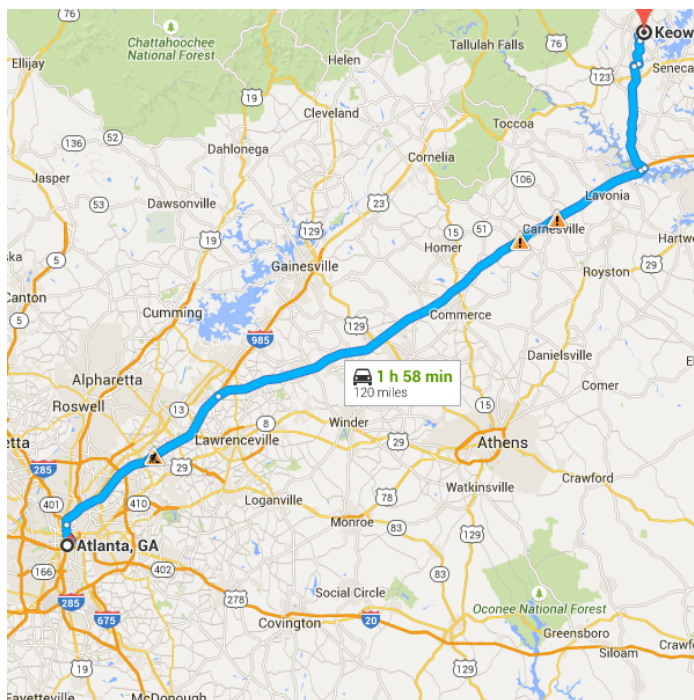 76
76
Keow
Chattahoochee
National Forest
Tallulah Falls
76
Ellijay
Helen
123
Seneca
19
Cleveland
Toccoa
52
136
Dahlonega
Cornelia
106
Jasper
Lavonia
53
Dawsonville
23
19
129
15
51
Carnesville
Hartw
5
Homer
Gainesville
29
Royston
Canton
5
Cumming
129
Commerce
985
Danielsville
Alpharetta
1 h 58 min
120 miles
Comer
Roswell
13
15
8
Winder
etta
Lawrenceville
29
Athens
285
29
Crawford
Watkinsville
401
410
Loganville
78
Monroe
83
129
Atlanta, GA
402
166
83
Social Circle
285
278
Oconee National Forest
675
20
Covington
Greensboro
Crawf
Siloam
19
129
Fayetteville
McDonough